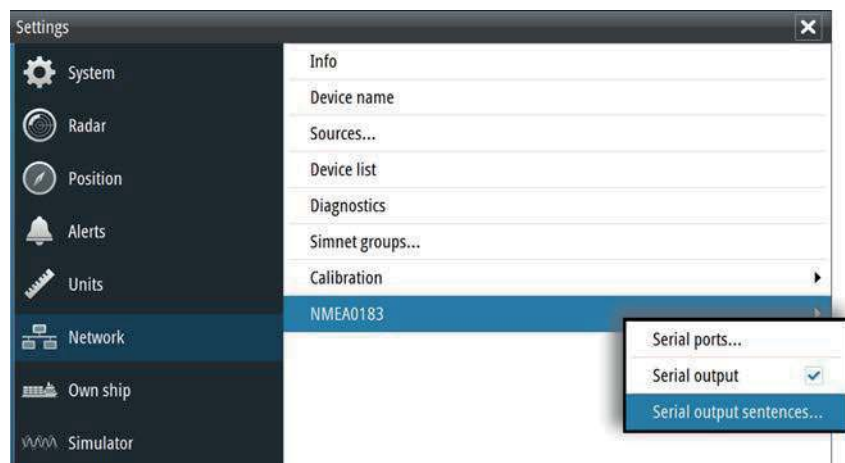 Settings
System
Radar
Position
Alerts
Units
Network
Own ship
Simulator
Info
Device name
Sources...
Device list
Diagnostics
Simnet groups...
Calibration
NMEA0183
Serial ports...
Serial output
Serial output sentences...